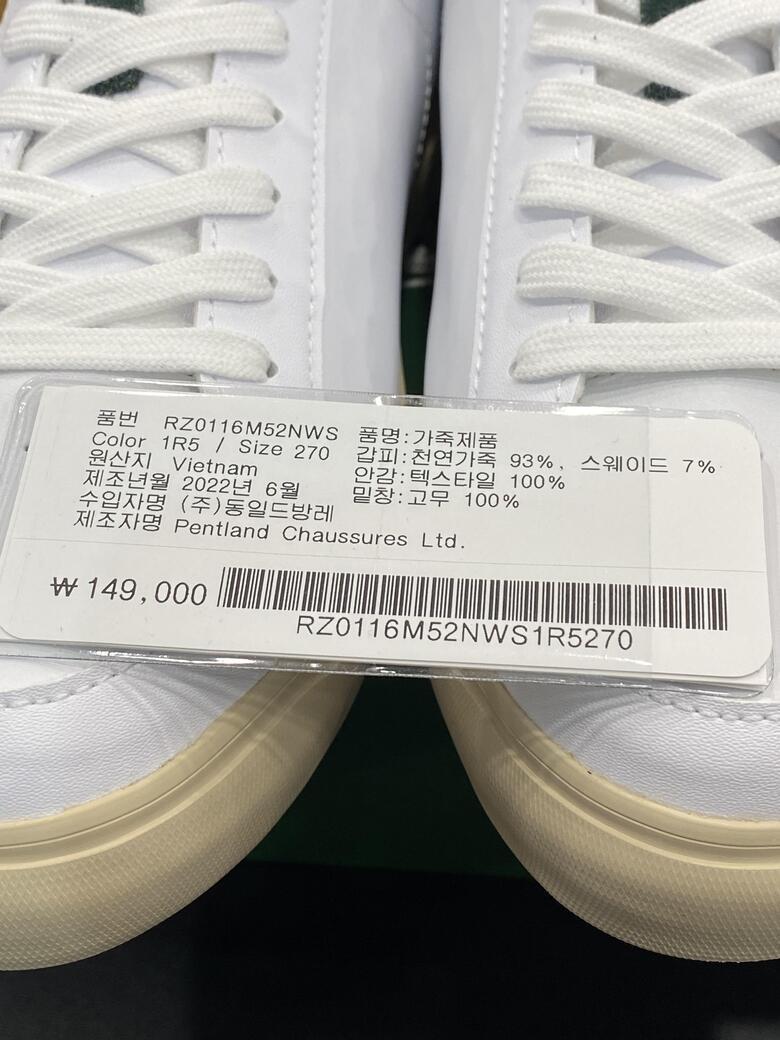 품번 RZ0116M52NWS
Color 1R5 / Size 270
원산지 Vietnam
제조년월 2022년 6월
수입자명 (주)동일드방레
제조자명 Pentland Chaussures Ltd.
품명:가죽제품
갑피:천연가죽 93%, 스웨이드 7%
안감:텍스타일 100%
밑창:고무 100%
₩149,000
RZ0116M52NWS1R5270